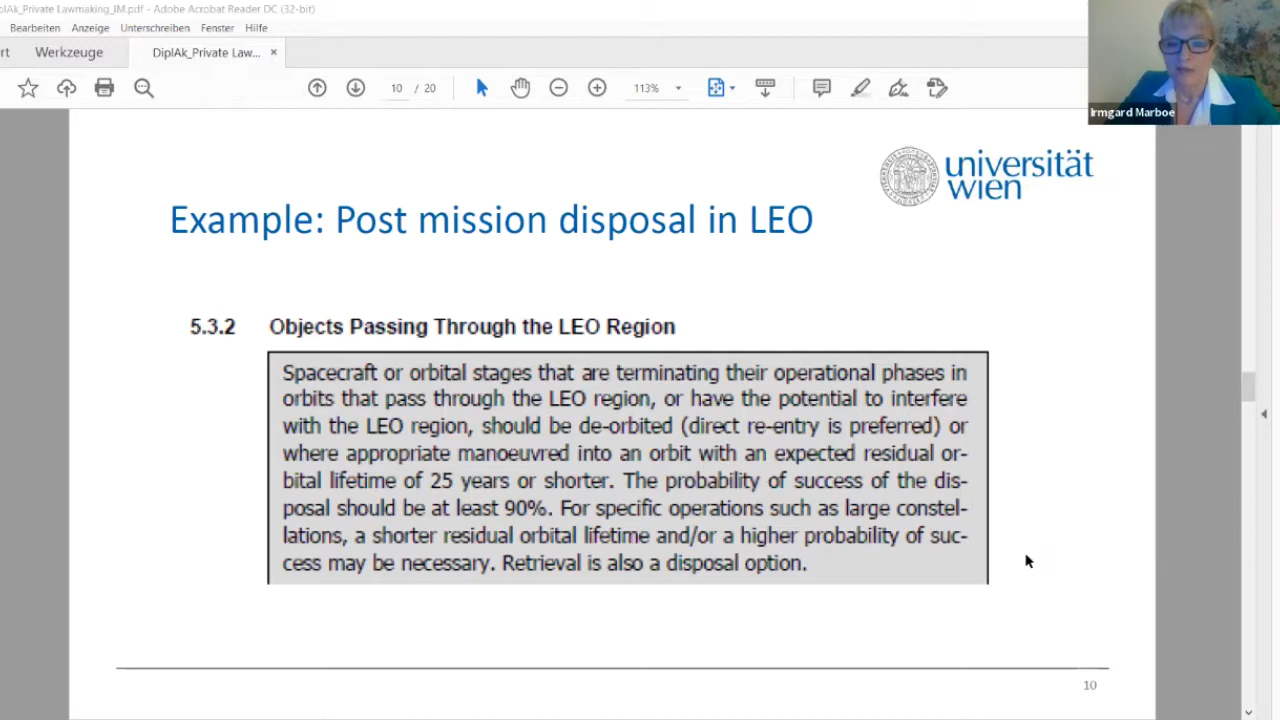 plAk_Private Lawmaking_IM.pdf - Adobe Acrobat Reader DC (32-bit)
Bearbeiten Anzeige Unterschreiben Fenster Hilfe
rt Werkzeuge DiplAk_Private Law... ×
10 / 20 113%
Irmgard Marboe
universität
wien
Example: Post mission disposal in LEO
5.3.2 Objects Passing Through the LEO Region
Spacecraft or orbital stages that are terminating their operational phases in
orbits that pass through the LEO region, or have the potential to interfere
with the LEO region, should be de-orbited (direct re-entry is preferred) or
where appropriate manoeuvred into an orbit with an expected residual or-
bital lifetime of 25 years or shorter. The probability of success of the dis-
posal should be at least 90%. For specific operations such as large constel-
lations, a shorter residual orbital lifetime and/or a higher probability of suc-
cess may be necessary. Retrieval is also a disposal option.
10